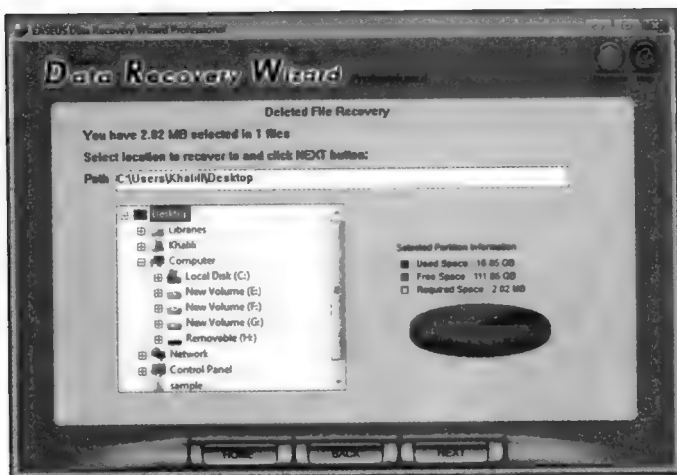 EASEUS Data Recovery Wizard Professional
Data Recovery Wizard Professional
Deleted File Recovery
You have 2.82 MB selected in 1 files
Select location to recover to and click NEXT button:
Path C:\Users\Khalil\Desktop
Desktop
Libraries
Khalili
Computer
Local Disk (C:)
New Volume (E:)
New Volume (F:)
New Volume (G:)
Removable (H:)
Network
Control Panel
sample
Selected Partition Information
Used Space 16.85 GB
Free Space 111.86 GB
Required Space 2.82 MB
HOME
BACK
NEXT